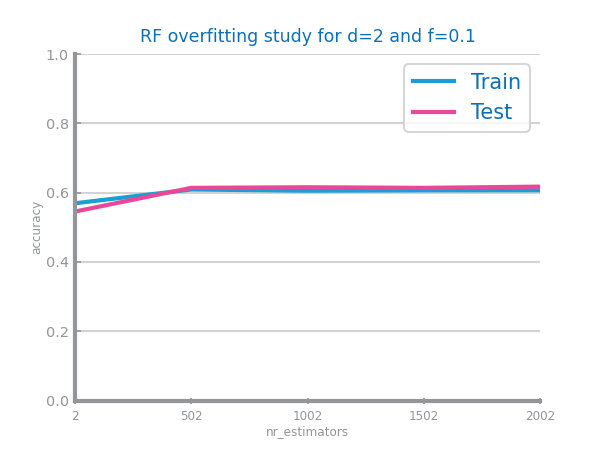 RF overfitting study for d=2 and f=0.1
1.0
Train
Test
0.8
0.6
accuracy
0.4
0.2
0.0
2 502 1002 1502 2002
nr_estimators